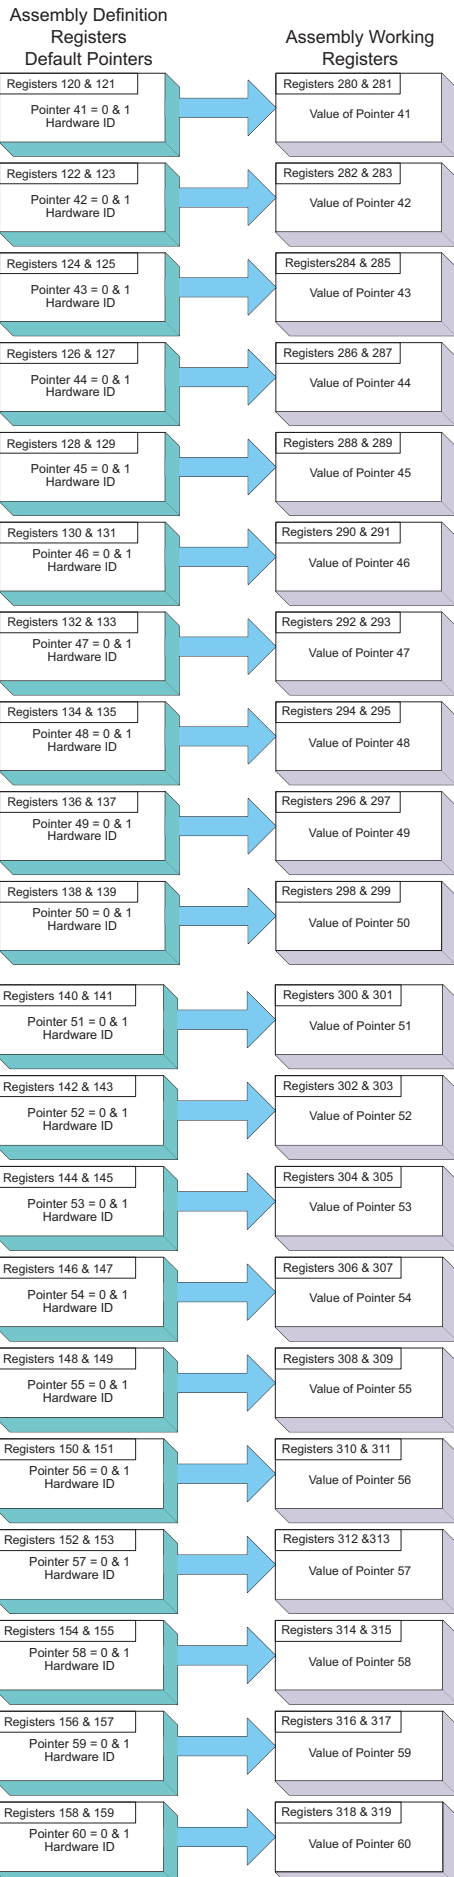 Assembly Definition
Registers
Default Pointers
Assembly Working
Registers
Registers 120 & 121
Pointer 41 = 0 & 1
Hardware ID
Registers 280 & 281
Value of Pointer 41
Registers 122 & 123
Pointer 42 = 0 & 1
Hardware ID
Registers 282 & 283
Value of Pointer 42
Registers 124 & 125
Pointer 43 = 0 & 1
Hardware ID
Registers284 & 285
Value of Pointer 43
Registers 126 & 127
Pointer 44 = 0 & 1
Hardware ID
Registers 286 & 287
Value of Pointer 44
Registers 128 & 129
Pointer 45 = 0 & 1
Hardware ID
Registers 288 & 289
Value of Pointer 45
Registers 130 & 131
Pointer 46 = 0 & 1
Hardware ID
Registers 290 & 291
Value of Pointer 46
Registers 132 & 133
Pointer 47 = 0 & 1
Hardware ID
Registers 292 & 293
Value of Pointer 47
Registers 134 & 135
Pointer 48 = 0 & 1
Hardware ID
Registers 294 & 295
Value of Pointer 48
Registers 136 & 137
Pointer 49 = 0 & 1
Hardware ID
Registers 296 & 297
Value of Pointer 49
Registers 138 & 139
Pointer 50 = 0 & 1
Hardware ID
Registers 298 & 299
Value of Pointer 50
Registers 140 & 141
Pointer 51 = 0 & 1
Hardware ID
Registers 300 & 301
Value of Pointer 51
Registers 142 & 143
Pointer 52 = 0 & 1
Hardware ID
Registers 302 & 303
Value of Pointer 52
Registers 144 & 145
Pointer 53 = 0 & 1
Hardware ID
Registers 304 & 305
Value of Pointer 53
Registers 146 & 147
Pointer 54 = 0 & 1
Hardware ID
Registers 306 & 307
Value of Pointer 54
Registers 148 & 149
Pointer 55 = 0 & 1
Hardware ID
Registers 308 & 309
Value of Pointer 55
Registers 150 & 151
Pointer 56 = 0 & 1
Hardware ID
Registers 310 & 311
Value of Pointer 56
Registers 152 & 153
Pointer 57 = 0 & 1
Hardware ID
Registers 312 &313
Value of Pointer 57
Registers 154 & 155
Pointer 58 = 0 & 1
Hardware ID
Registers 314 & 315
Value of Pointer 58
Registers 156 & 157
Pointer 59 = 0 & 1
Hardware ID
Registers 316 & 317
Value of Pointer 59
Registers 158 & 159
Pointer 60 = 0 & 1
Hardware ID
Registers 318 & 319
Value of Pointer 60